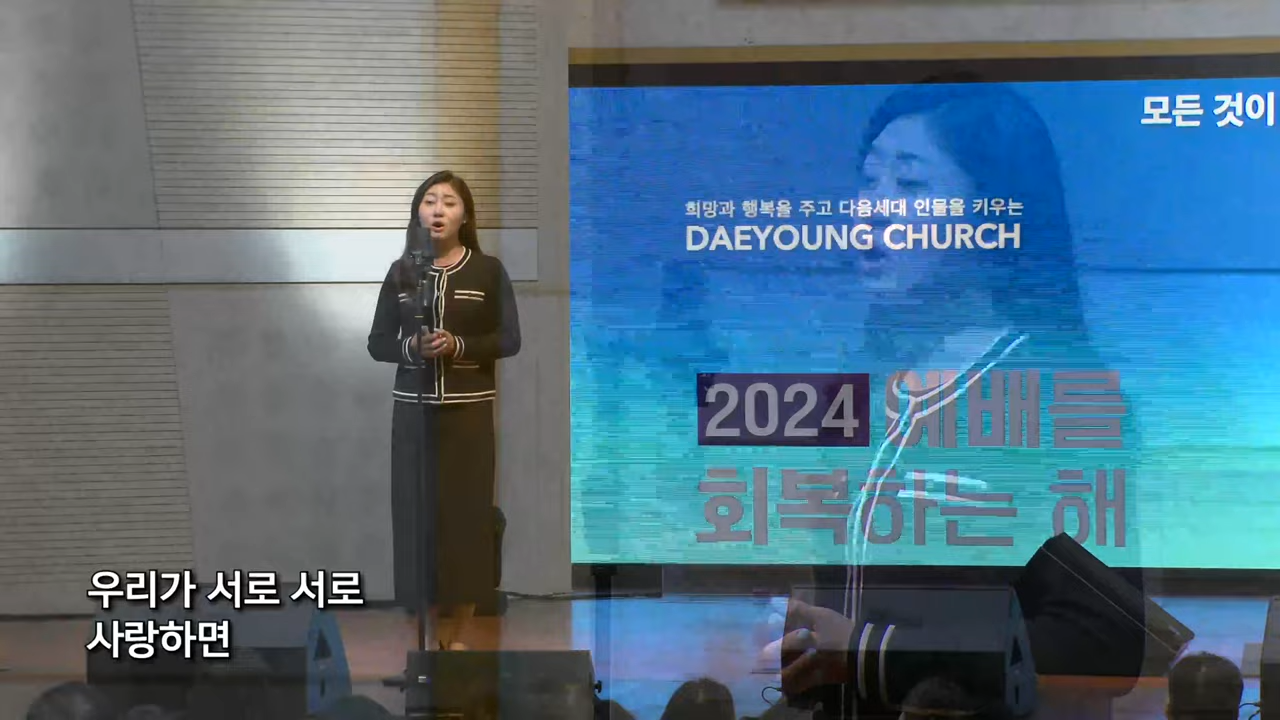 모든 것이
희망과 행복을 주고 다음세대 인물을 키우는
DAEYOUNG CHURCH
2024 예배를
회복하는 해
우리가 서로 서로
사랑하면